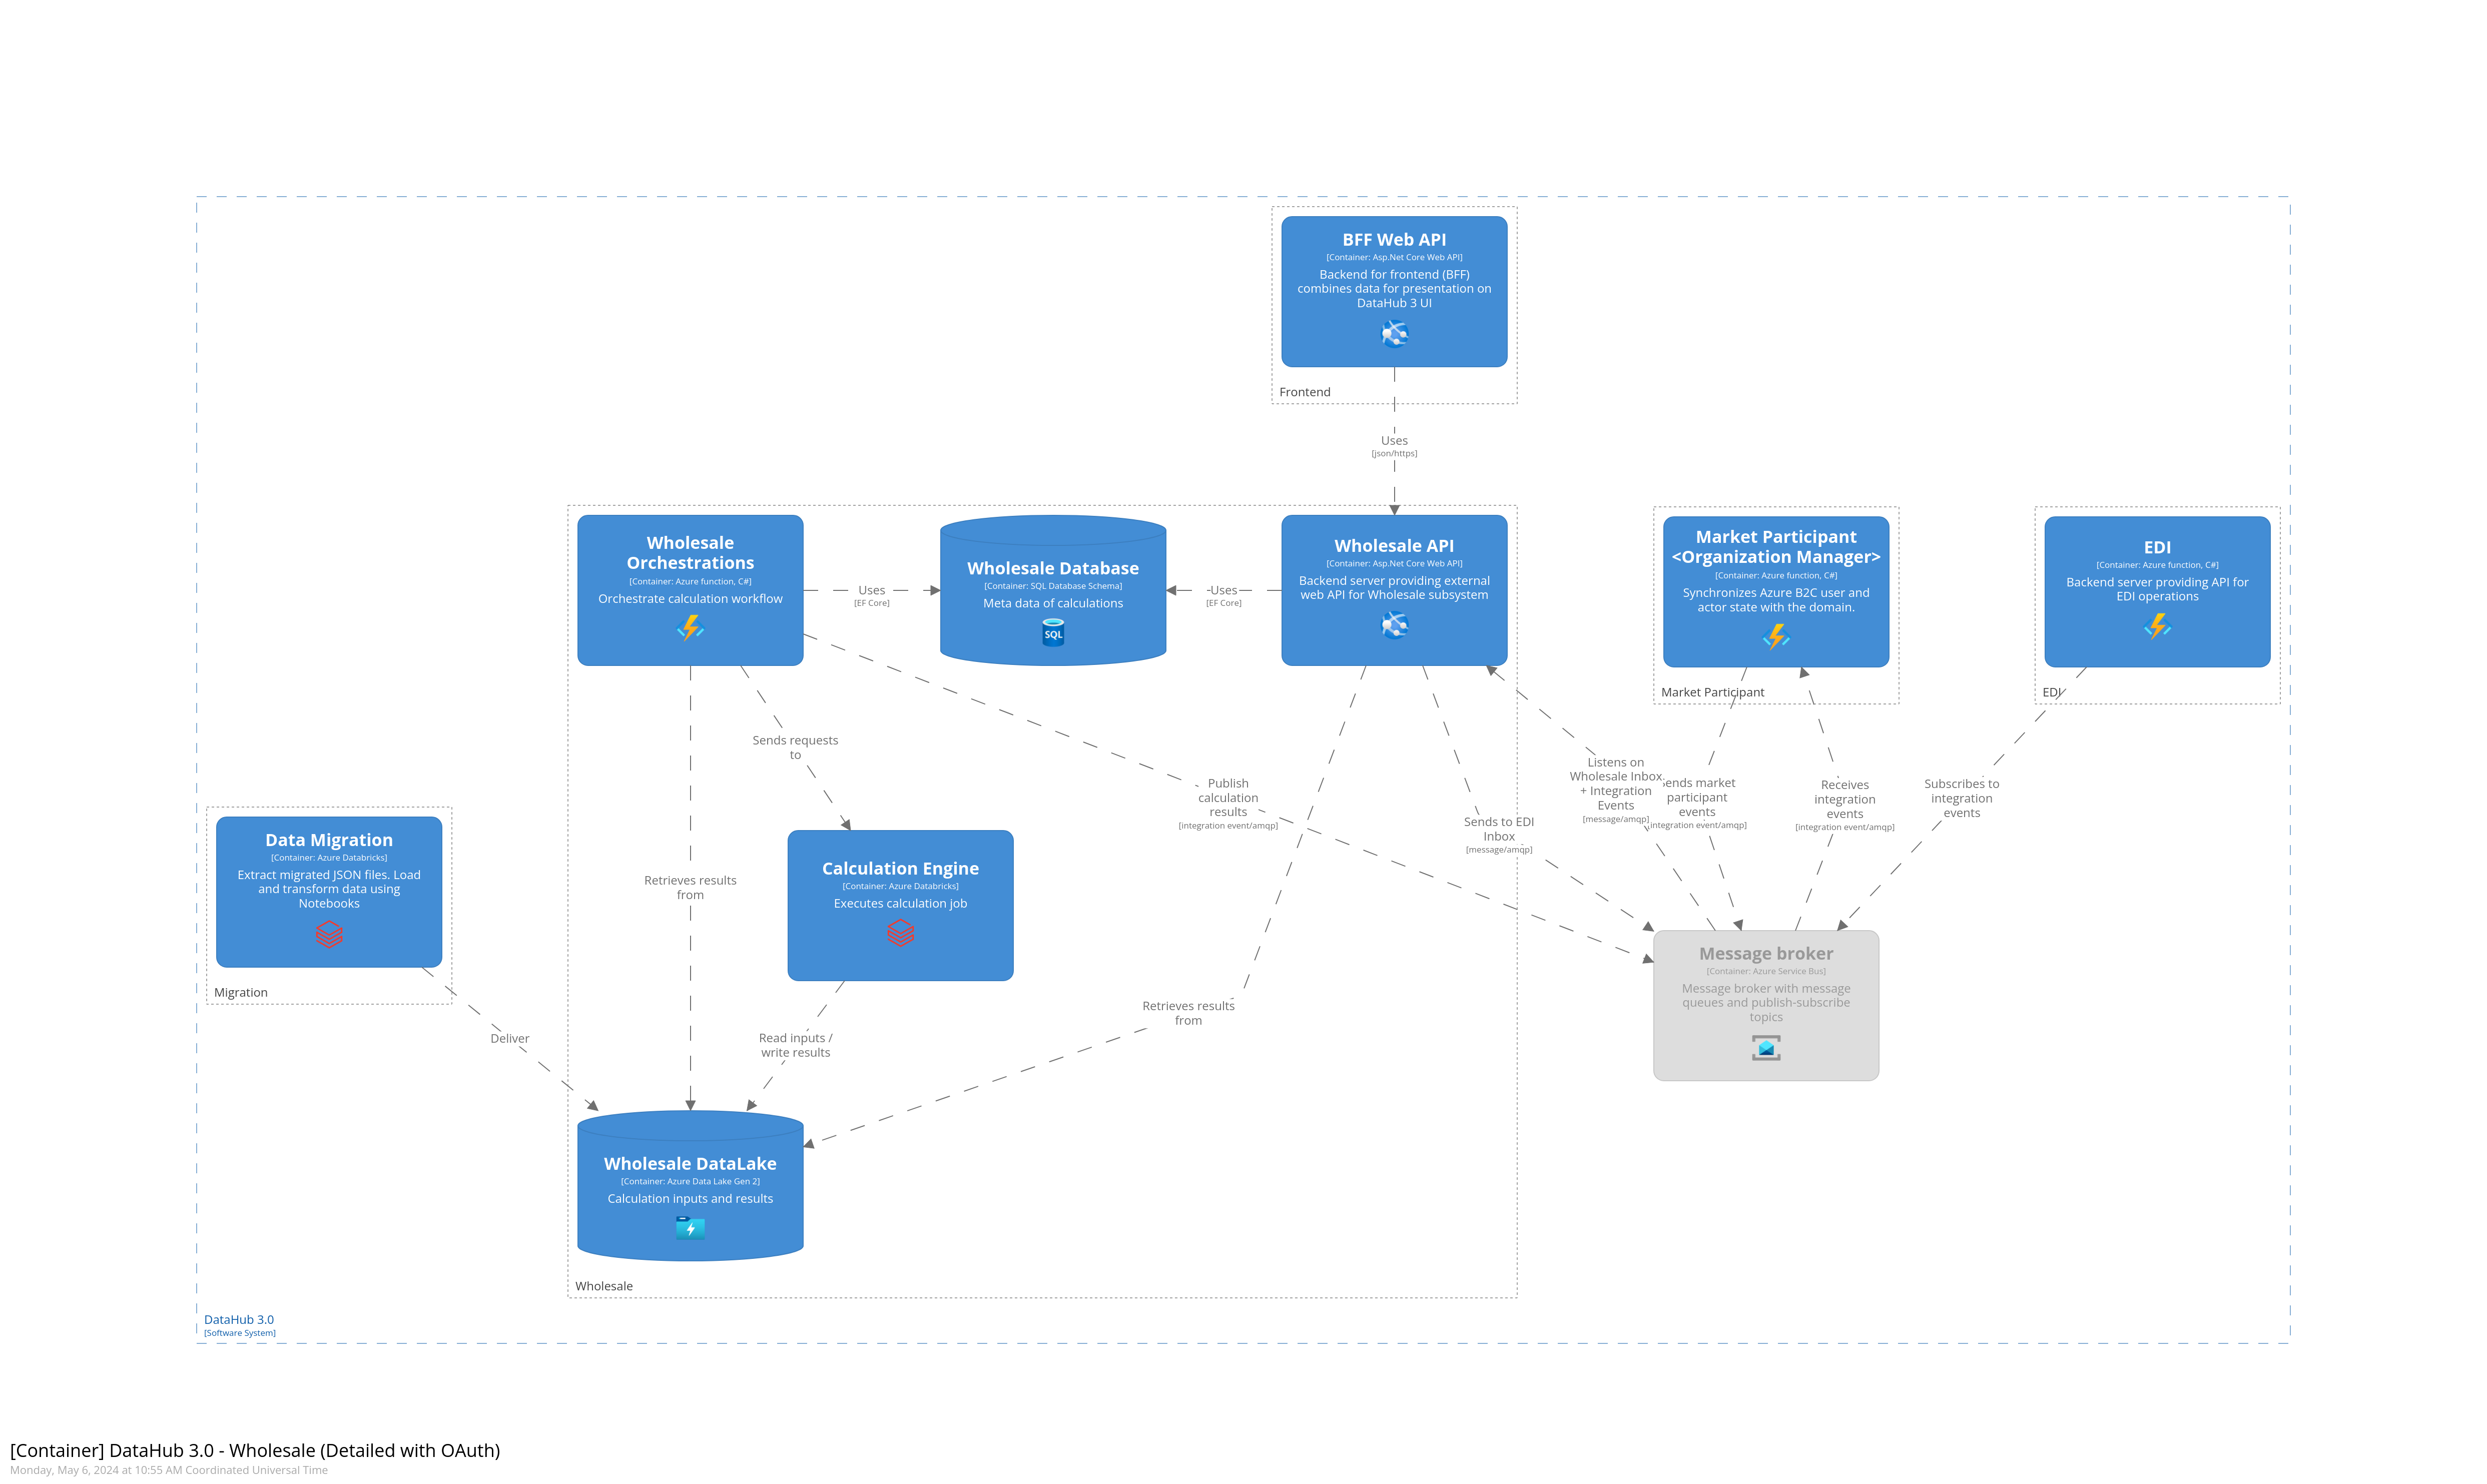 BFF Web API
[Container: Asp.Net Core Web API]
Backend for frontend (BFF)
combines data for presentation on
DataHub 3 UI
Frontend
Uses
[json/https]
Wholesale
Orchestrations
[Container: Azure function, C#]
Orchestrate calculation workflow
Uses
[EF Core]
Wholesale Database
[Container: SQL Database Schema]
Meta data of calculations
SQL
Uses
[EF Core]
Wholesale API
[Container: Asp.Net Core Web API]
Backend server providing external
web API for Wholesale subsystem
Market Participant
<Organization Manager>
[Container: Azure function, C#]
Synchronizes Azure B2C user and
actor state with the domain.
Market Participant
EDI
[Container: Azure function, C#]
Backend server providing API for
EDI operations
EDI
Sends requests
to
Publish
calculation
results
[integration event/amqp]
Sends to EDI
Inbox
[message/amqp]
Listens on
Wholesale Inbox
+ Integration
Events
[message/amqp]
ends market
participant
events
integration event/amqp]
Receives
integration
events
[integration event/amqp]
Subscribes to
integration
events
Data Migration
[Container: Azure Databricks]
Extract migrated JSON files. Load
and transform data using
Notebooks
Migration
Retrieves results
from
Calculation Engine
[Container: Azure Databricks]
Executes calculation job
Message broker
[Container: Azure Service Bus]
Message broker with message
queues and publish-subscribe
topics
Deliver
Read inputs /
write results
Retrieves results
from
Wholesale DataLake
[Container: Azure Data Lake Gen 2]
Calculation inputs and results
Wholesale
DataHub 3.0
[Software System]
[Container] DataHub 3.0 - Wholesale (Detailed with OAuth)
Monday, May 6, 2024 at 10:55 AM Coordinated Universal Time